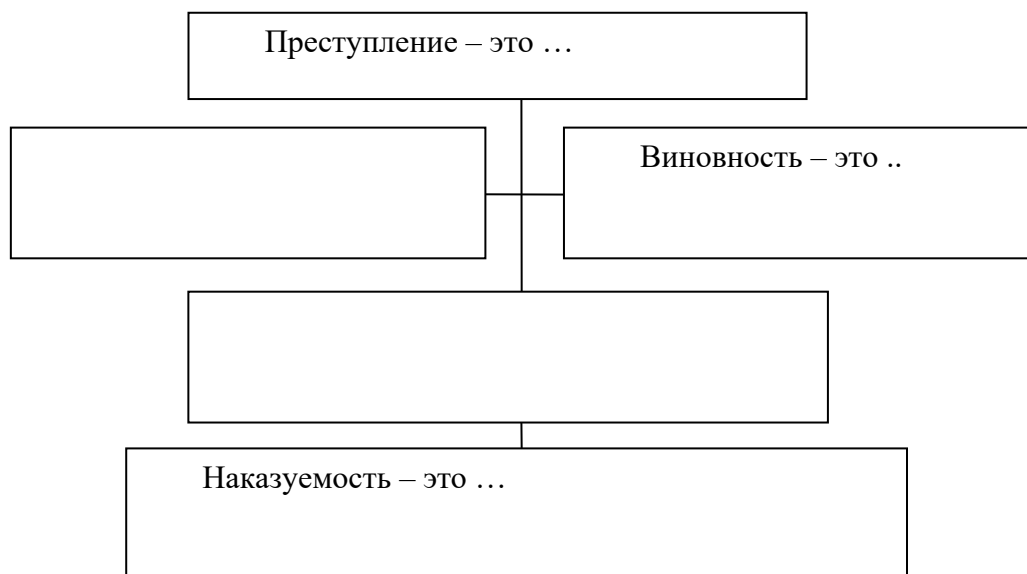 Преступление – это …
Виновность – это ..
Наказуемость – это …